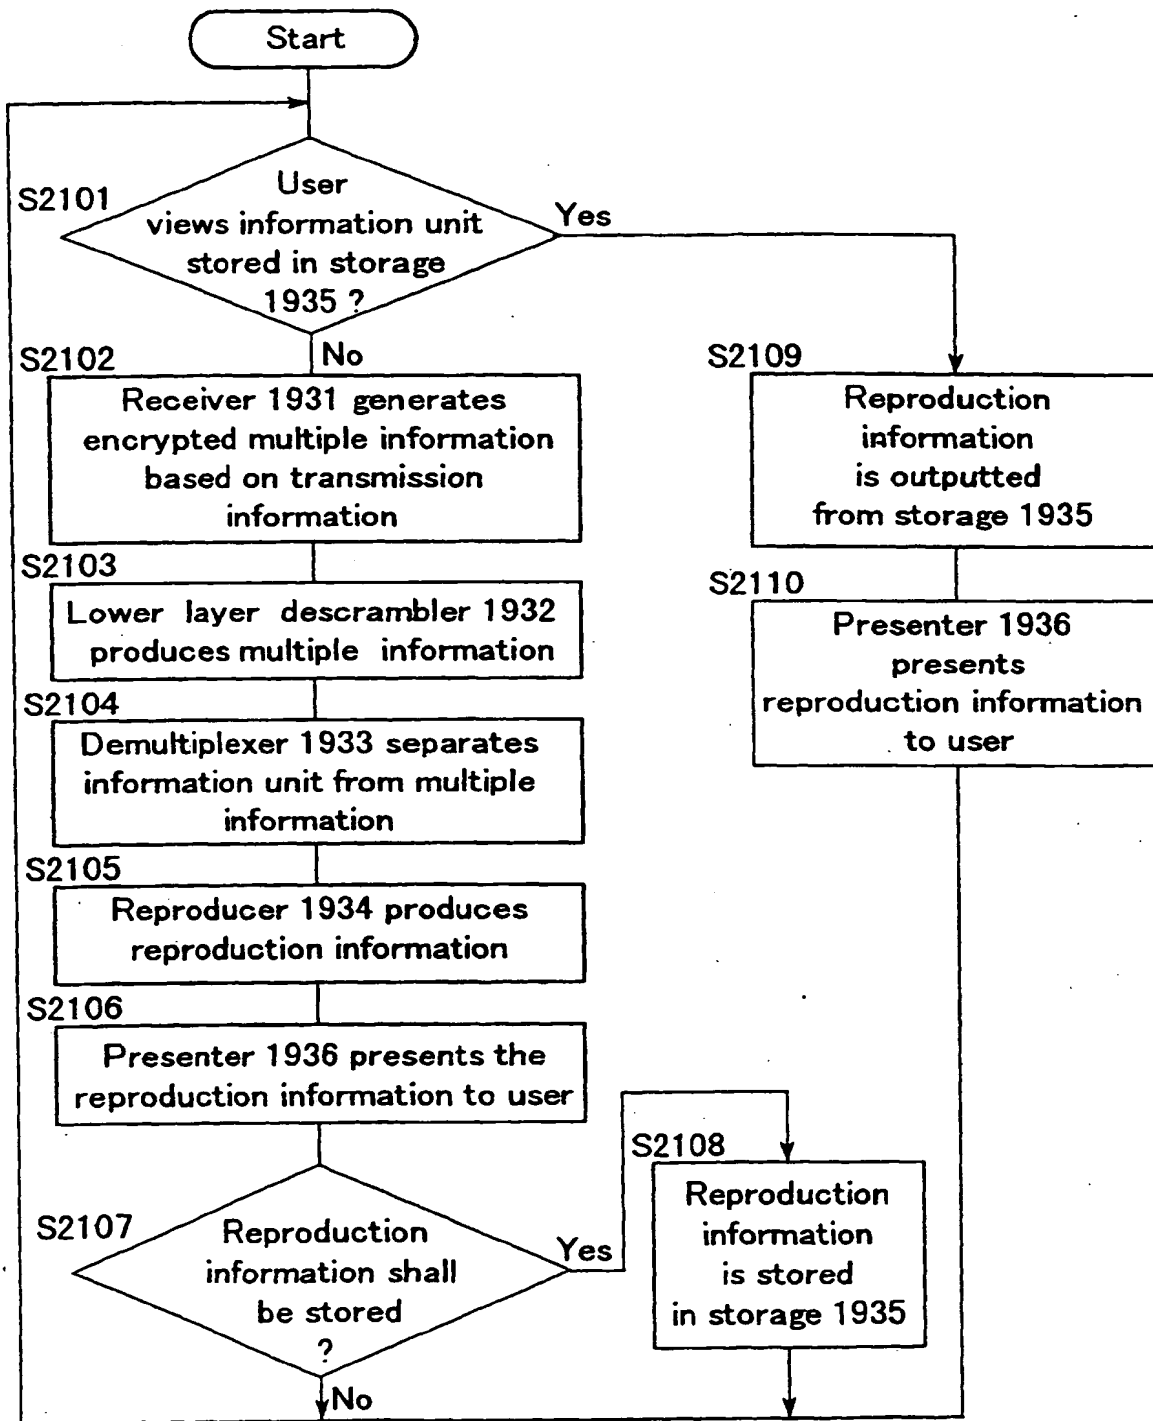 Start
S2101
User
views information unit
stored in storage
1935 ?
Yes
No
S2102
Receiver 1931 generates
encrypted multiple information
based on transmission
information
S2103
Lower layer descrambler 1932
produces multiple information
S2104
Demultiplexer 1933 separates
information unit from multiple
information
S2105
Reproducer 1934 produces
reproduction information
S2106
Presenter 1936 presents the
reproduction information to user
S2107
Reproduction
information shall
be stored
?
Yes
No
S2108
Reproduction
information
is stored
in storage 1935
S2109
Reproduction
information
is outputted
from storage 1935
S2110
Presenter 1936
presents
reproduction information
to user